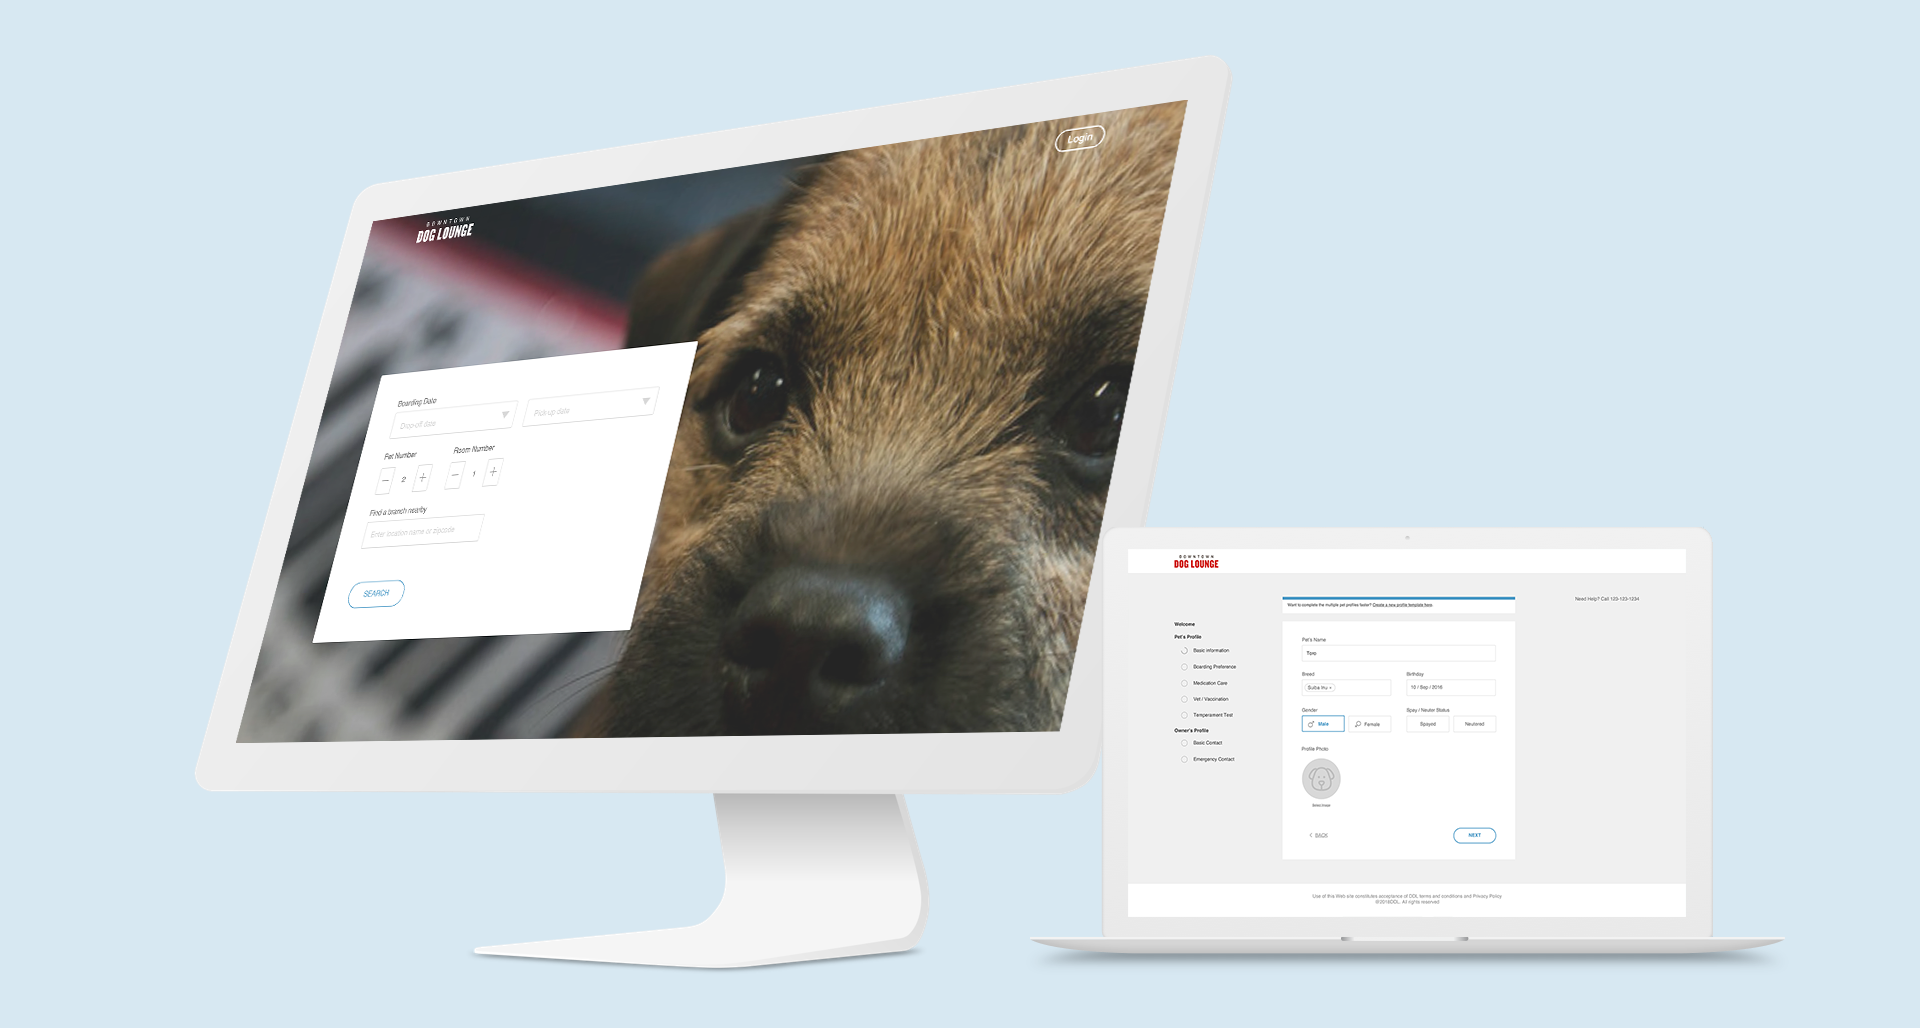 Login
DOWNTOWN
DOG LOUNGE
Boarding Date
Drop-off date
Pick up date
Pet Number
Room Number
2
1
Find a branch nearby
Enter location name or zipcode
SEARCH
DOWNTOWN
DOG LOUNGE
Want to complete the multiple pet profiles faster? Create a new profile template here.
Need Help? Call 123-123-1234
Welcome
Pet's Profile
Basic Information
Boarding Preference
Medication Care
Vet / Vaccination
Temperament Test
Owner's Profile
Basic Contact
Emergency Contact
Pet's Name
Toro
Breed
Birthday
10 / Sep / 2018
Gender
Spay / Neuter Status
Male
Female
Spayed
Neutered
Profile Photo
BACK
NEXT
Use of this Web site constitutes acceptance of DDL terms and conditions and Privacy Policy
©2018DDL. All rights reserved